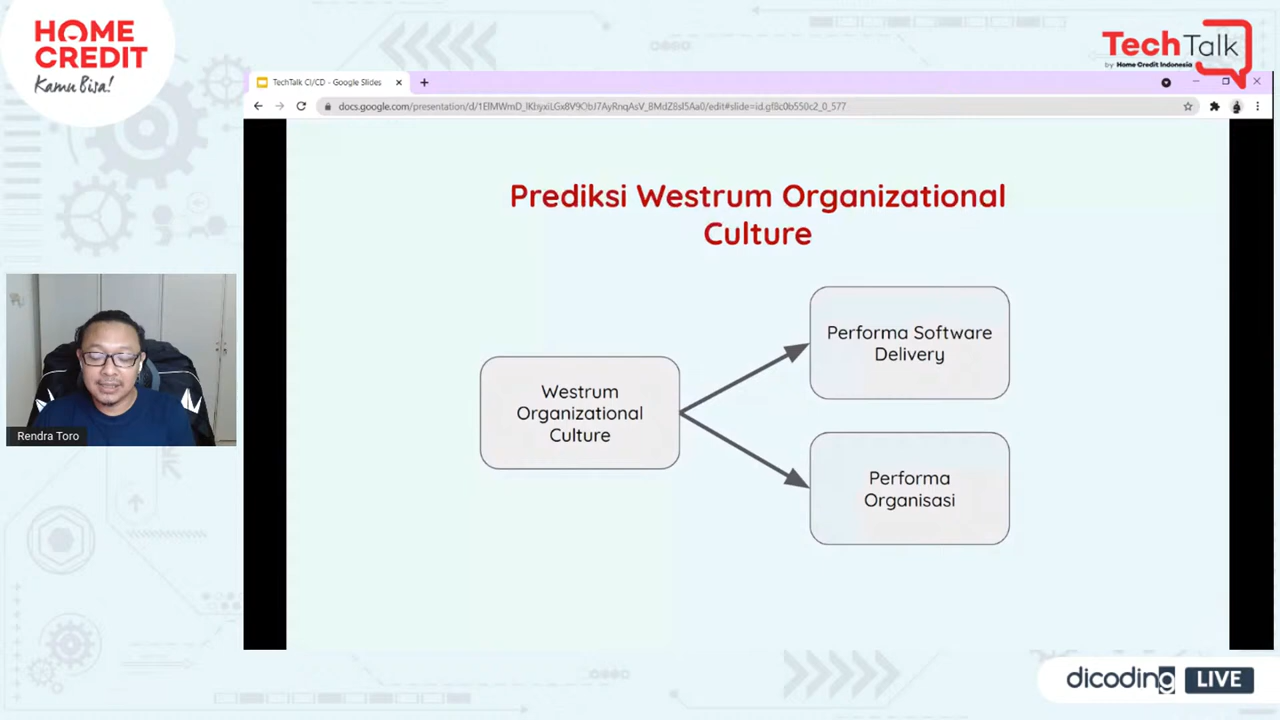 HOME
CREDIT
Kamu Bisa!
TechTalk
by Home Credit Indonesia
TechTalk CI/CD - Google Slides
Prediksi Westrum Organizational
Culture
Westrum
Organizational
Culture
Performa Software
Delivery
Performa
Organisasi
Rendra Toro
dicoding LIVE